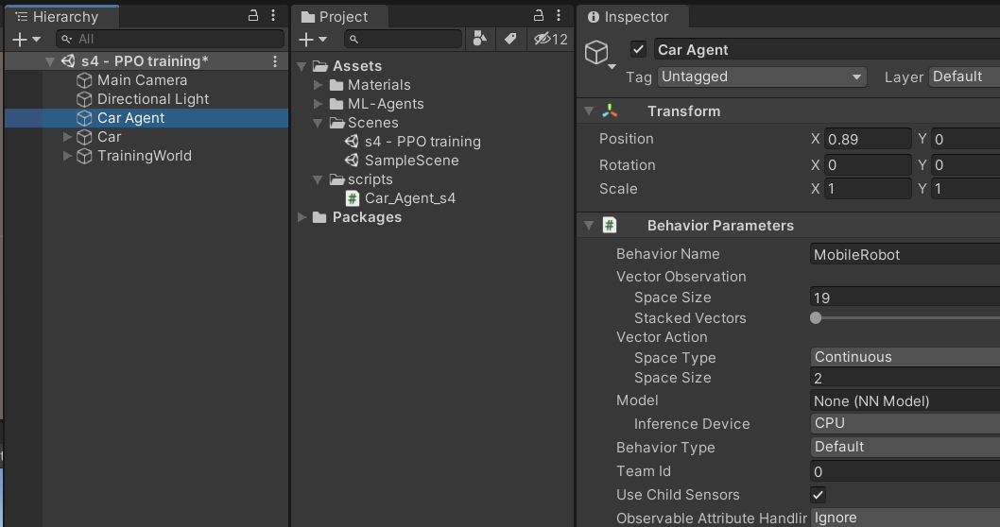 Hierarchy
All
s4 - PPO training*
Main Camera
Directional Light
Car Agent
Car
TrainingWorld
Project
12
Assets
Materials
ML-Agents
Scenes
s4 - PPO training
SampleScene
scripts
# Car_Agent_s4
Packages
Inspector
Car Agent
Tag Untagged Layer Default
Transform
Position X 0.89 Y 0
Rotation X 0 Y 0
Scale X 1 Y 1
# Behavior Parameters
Behavior Name MobileRobot
Vector Observation
Space Size 19
Stacked Vectors
Vector Action
Space Type Continuous
Space Size 2
Model None (NN Model)
Inference Device CPU
Behavior Type Default
Team Id 0
Use Child Sensors
Observable Attribute Handlir Ignore